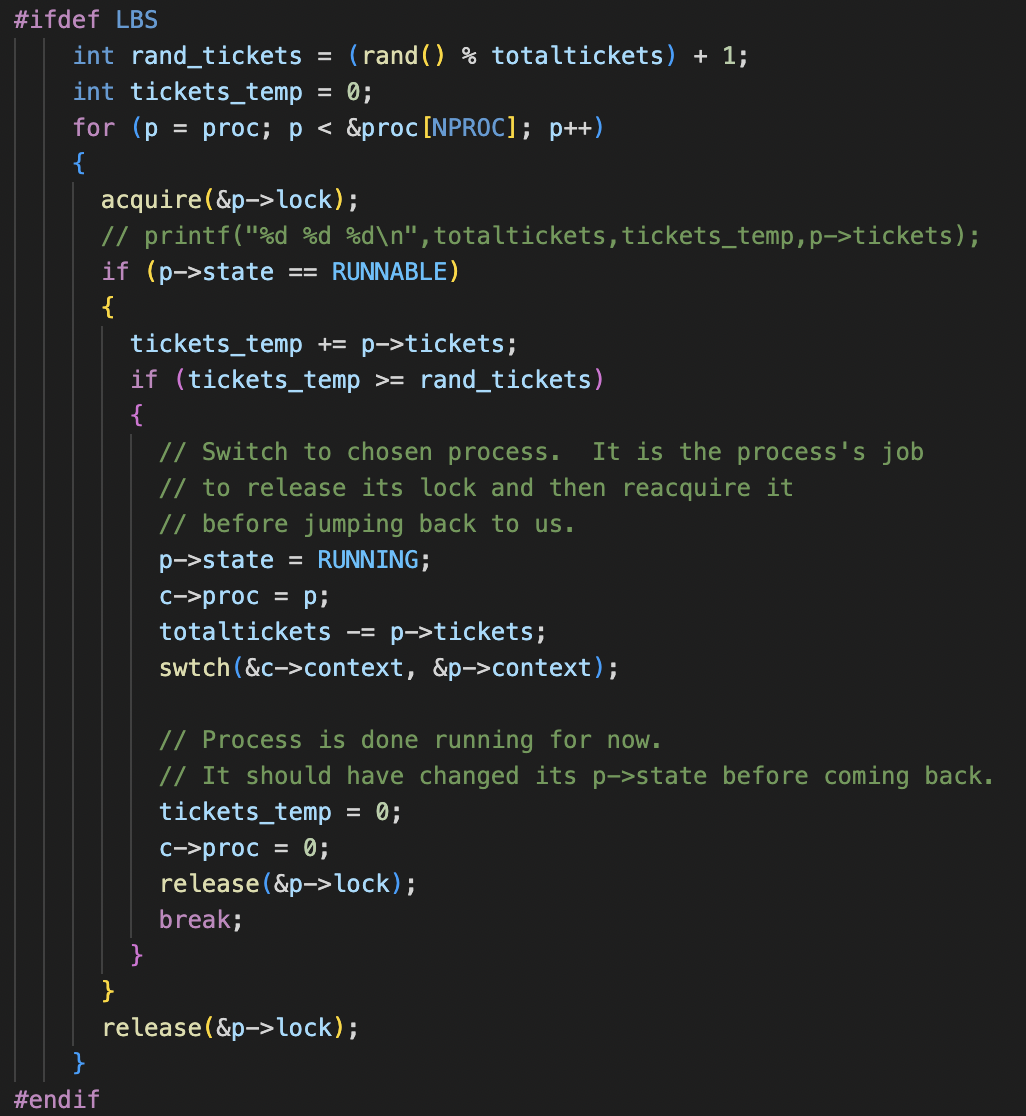 #ifdef LBS
int rand_tickets = (rand() % totaltickets) + 1;
int tickets_temp = 0;
for (p = proc; p < &proc[NPROC]; p++)
{
acquire(&p->lock);
// printf("%d %d %d\n",totaltickets,tickets_temp,p->tickets);
if (p->state == RUNNABLE)
{
tickets_temp += p->tickets;
if (tickets_temp >= rand_tickets)
{
// Switch to chosen process.  It is the process's job
// to release its lock and then reacquire it
// before jumping back to us.
p->state = RUNNING;
c->proc = p;
totaltickets -= p->tickets;
swtch(&c->context, &p->context);
// Process is done running for now.
// It should have changed its p->state before coming back.
tickets_temp = 0;
c->proc = 0;
release(&p->lock);
break;
}
}
release(&p->lock);
}
#endif